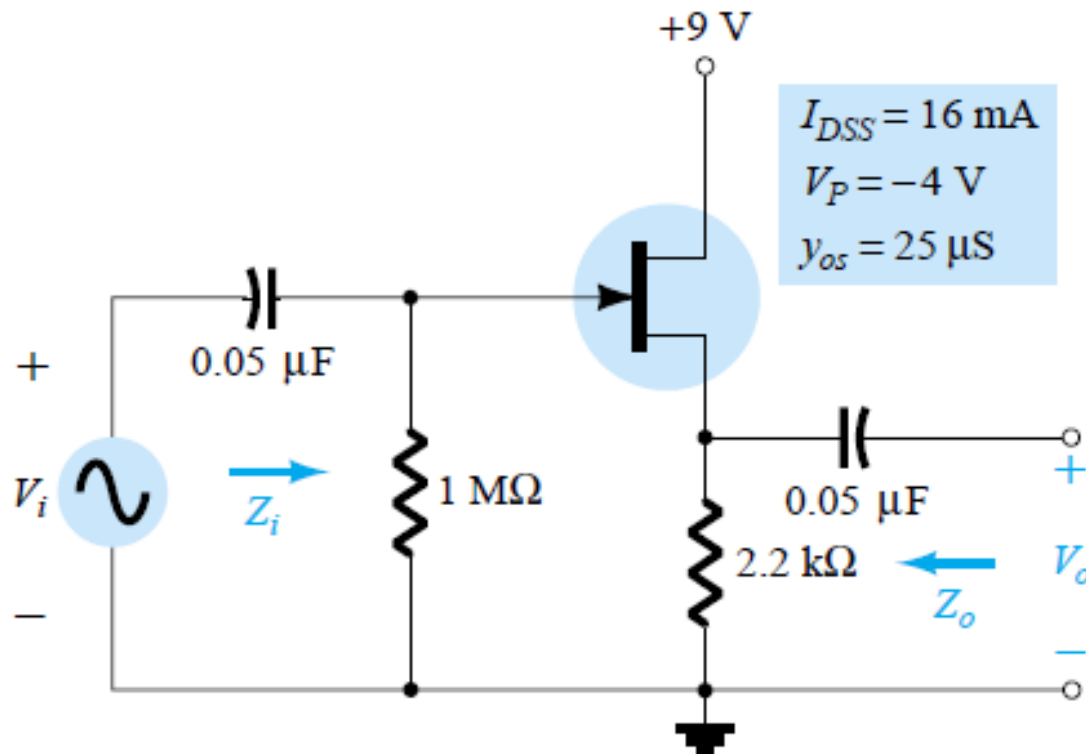 +9 V
I_DSS = 16 mA
V_P = −4 V
y_os = 25 µS
0.05 µF
+
V_i
−
Z_i
1 MΩ
0.05 µF
2.2 kΩ
Z_o
+
V_o
−